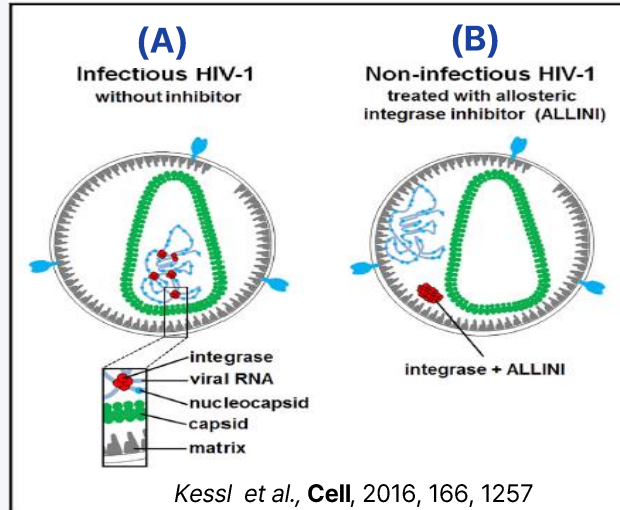 (A)
Infectious HIV-1
without inhibitor
(B)
Non-infectious HIV-1
treated with allosteric
integrase inhibitor (ALLINI)
integrase
viral RNA
nucleocapsid
capsid
matrix
integrase + ALLINI
Kessl et al., Cell, 2016, 166, 1257